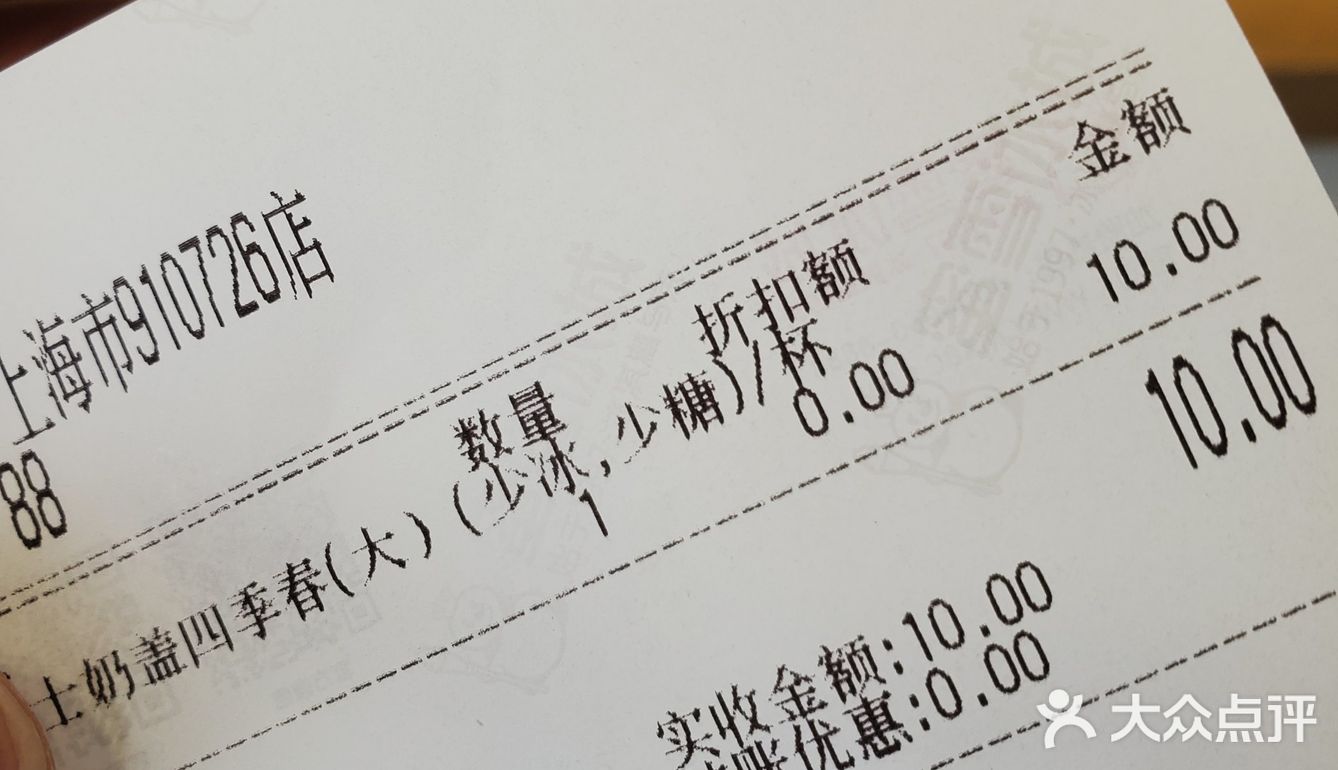 上海市910726店
88
数量 折扣额 金额
士奶盖四季春(大)(少冰,少糖)/杯
1 0.00 10.00
10.00
实收金额:10.00
账优惠:0.00
大众点评